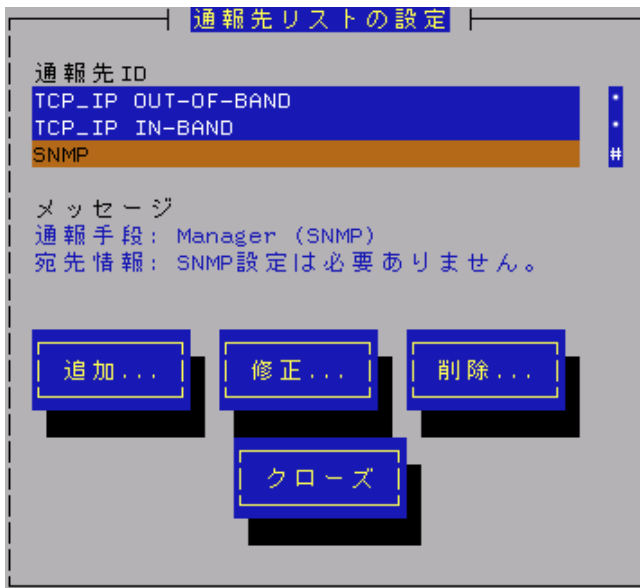 通報先リストの設定
通報先ID
TCP_IP OUT-OF-BAND
TCP_IP IN-BAND
SNMP
#
メッセージ
通報手段: Manager (SNMP)
宛先情報: SNMP設定は必要ありません。
追加... 修正... 削除...
クローズ